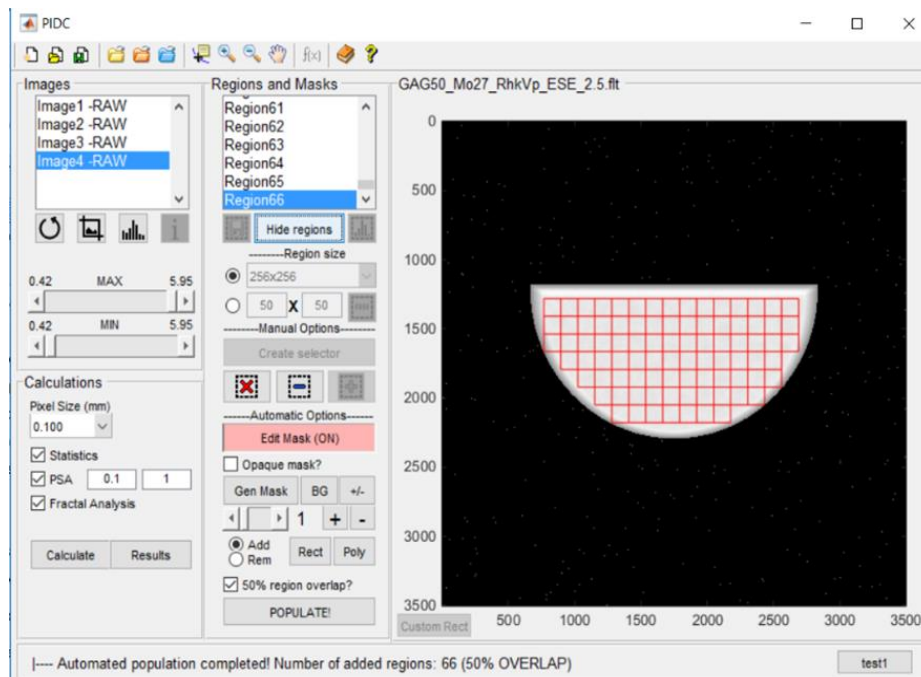 PIDC
f(x)
?
Images
Image1 -RAW
Image2 -RAW
Image3 -RAW
Image4 -RAW
i
0.42 MAX 5.95
0.42 MIN 5.95
Calculations
Pixel Size (mm)
0.100
Statistics
PSA 0.1 1
Fractal Analysis
Calculate Results
Regions and Masks
Region61
Region62
Region63
Region64
Region65
Region66
Hide regions
--------Region size
256x256
50 X 50
----Manual Options----
Create selector
----Automatic Options----
Edit Mask (ON)
Opaque mask?
Gen Mask BG +/-
1 + -
Add
Rem
Rect Poly
50% region overlap?
POPULATE!
GAG50_Mo27_RhkVp_ESE_2.5.flt
0
500
1000
1500
2000
2500
3000
3500
500 1000 1500 2000 2500 3000 3500
Custom Rect
|---- Automated population completed! Number of added regions: 66 (50% OVERLAP)
test1